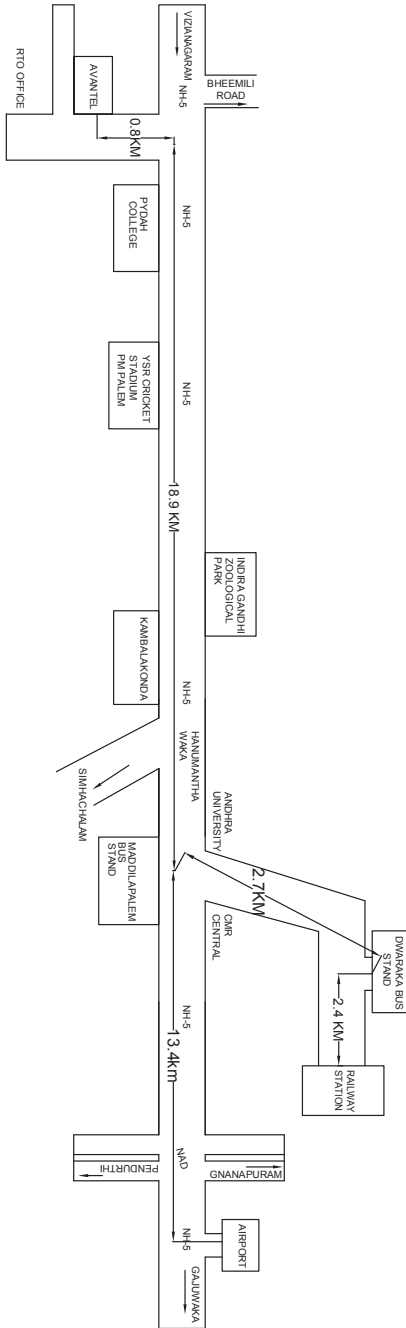 VIZIANAGARAM
NH-5
BHEEMILI
ROAD
RTO OFFICE
AVANTEL
0.8KM
PYDAH
COLLEGE
NH-5
YSR CRICKET
STADIUM
PM PALEM
NH-5
18.9 KM
INDIRA GANDHI
ZOOLOGICAL
PARK
KAMBALAKONDA
NH-5
HANUMANTHA
WAKA
SIMHACHALAM
ANDHRA
UNIVERSITY
MADDILAPALEM
BUS
STAND
2.7KM
CMR
CENTRAL
DWARAKA BUS
STAND
2.4 KM
RAILWAY
STATION
NH-5
13.4km
NAD
PENDURTHI
GNANAPURAM
AIRPORT
NH-5
GAJUWAKA